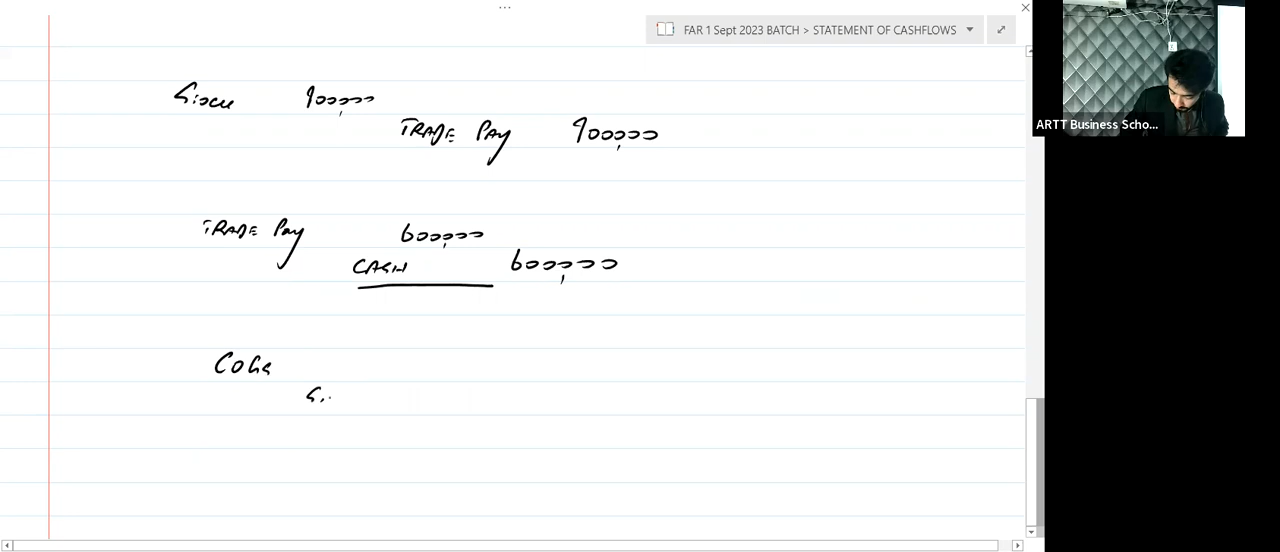 FAR 1 Sept 2023 BATCH > STATEMENT OF CASHFLOWS
ARTT Business Scho...
Stock 900,000
TRADE Pay 900,000
TRADE Pay 600,000
CASH 600,000
COGS